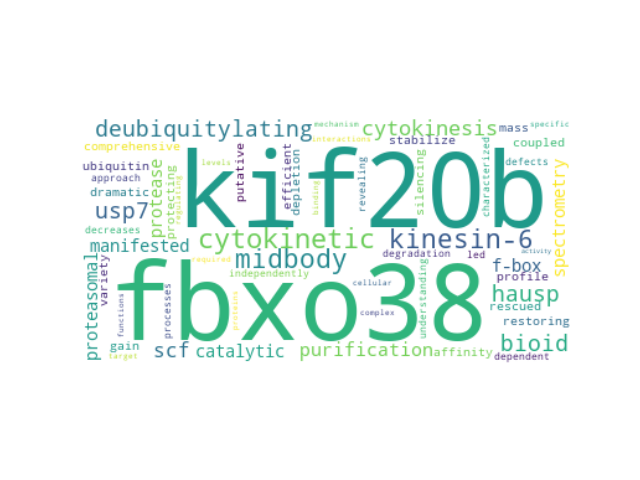 deubiquitylating
cytokinesis
mechanism
mass
specific
comprehensive
interactions
stabilize
coupled
kif20b
ubiquitin
approach
protease
protecting
regulating
levels
putative
efficient
depletion
binding
revealing
silencing
characterized
defects
spectrometry
dramatic
usp7
decreases
manifested
cytokinetic
kinesin-6
activity
midbody
degradation
led
f-box
profile
required
independently
cellular
proteasomal
variety
functions
processes
proteins
fbxo38
complex
understanding
hausp
rescued
restoring
gain
target
scf
catalytic
purification
affinity
bioid
dependent